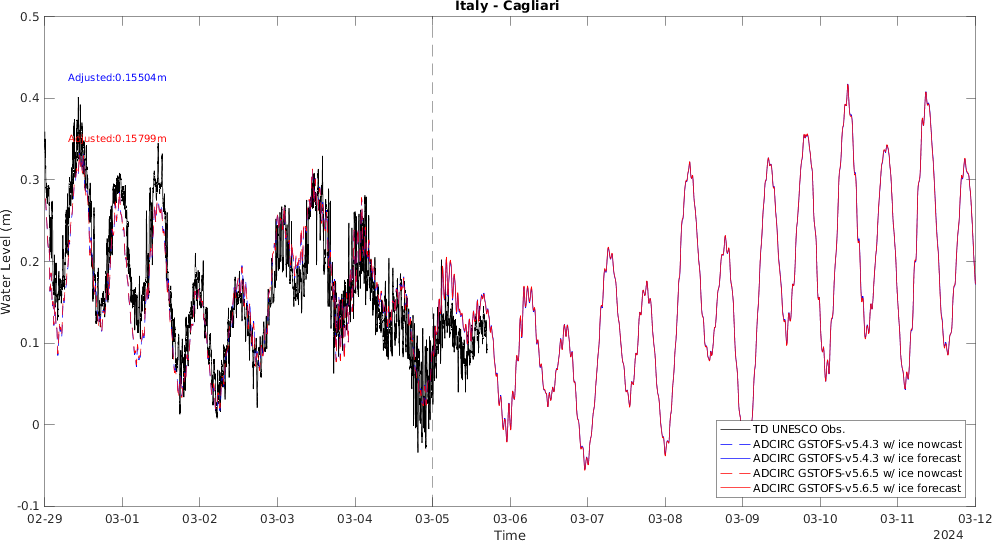 Italy - Cagliari
Water Level (m)
0.5
0.4
0.3
0.2
0.1
0
-0.1
Adjusted:0.15504m
Adjusted:0.15799m
TD UNESCO Obs.
ADCIRC GSTOFS-v5.4.3 w/ ice nowcast
ADCIRC GSTOFS-v5.4.3 w/ ice forecast
ADCIRC GSTOFS-v5.6.5 w/ ice nowcast
ADCIRC GSTOFS-v5.6.5 w/ ice forecast
02-29 03-01 03-02 03-03 03-04 03-05 03-06 03-07 03-08 03-09 03-10 03-11 03-12
Time
2024